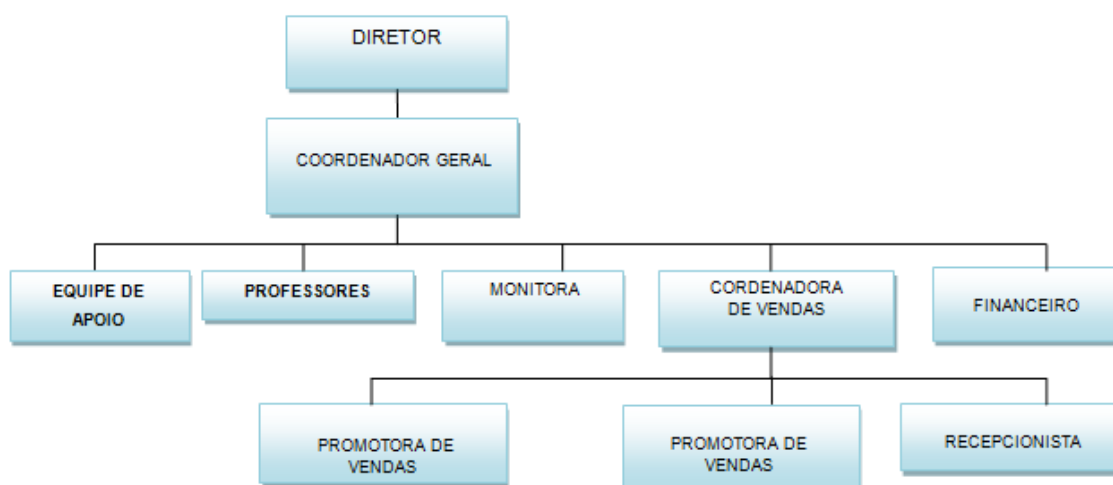 DIRETOR
COORDENADOR GERAL
EQUIPE DE
APOIO
PROFESSORES
MONITORA
CORDENADORA
DE VENDAS
FINANCEIRO
PROMOTORA DE
VENDAS
PROMOTORA DE
VENDAS
RECEPCIONISTA